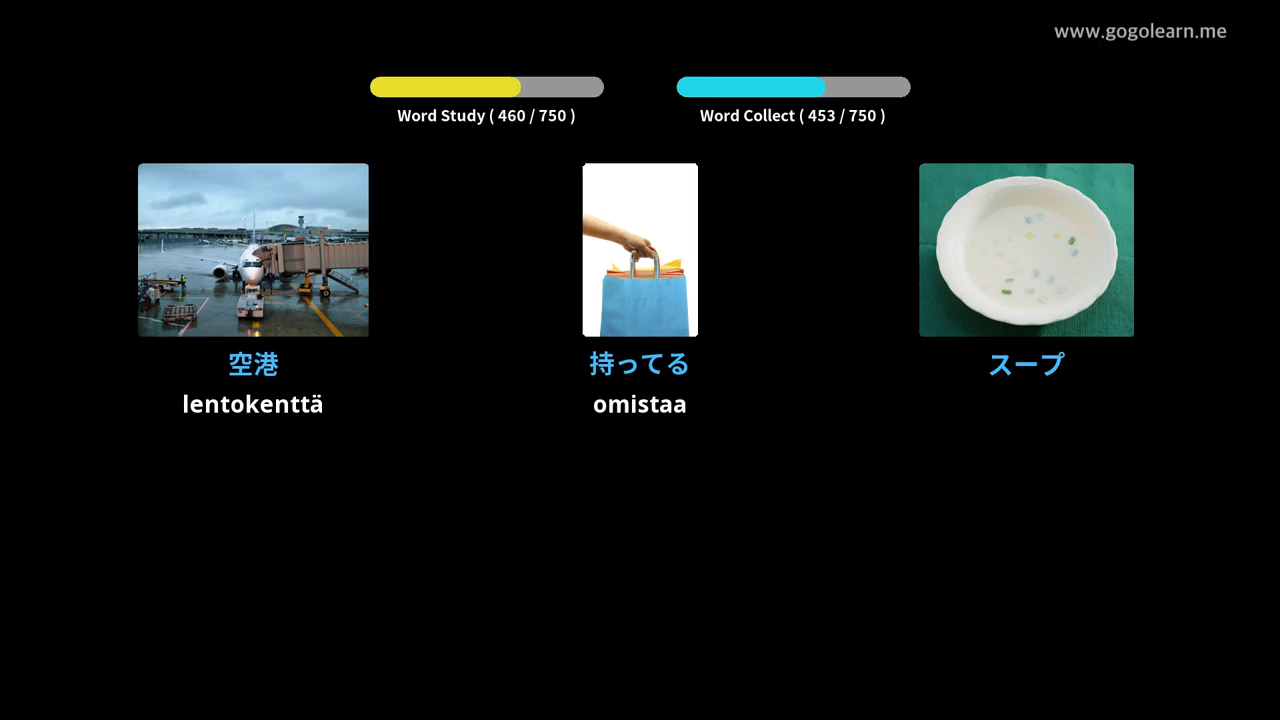 www.gogolearn.me
Word Study ( 460 / 750 )
Word Collect ( 453 / 750 )
空港
持ってる
スープ
lentokenttä
omistaa